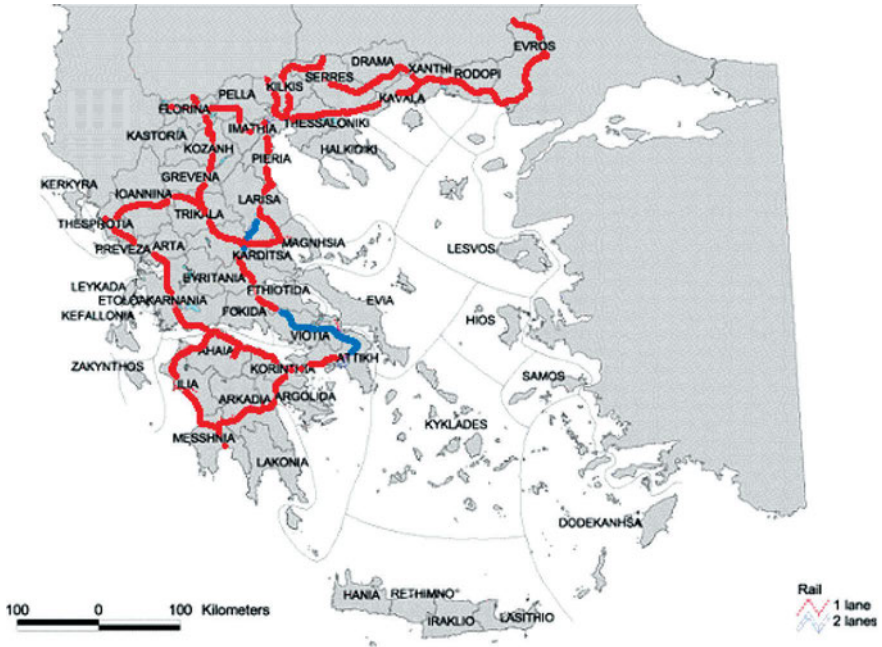 EVROS
DRAMA
XANTHI
SERRES
RODOPI
PELLA
KILKIS
KAVALA
FLORINA
THESSALONIKI
IMATHIA
KASTORIA
KOZANH
HALKIDIKI
PIERIA
GREVENA
KERKYRA
IOANNINA
LARISA
TRIKALA
THESPROTIA
MAGNHSIA
PREVEZA
ARTA
KARDITSA
LESVOS
EVRITANIA
LEYKADA
FTHIOTIDA
ETOLOAKARNANIA
EVIA
KEFALLONIA
FOKIDA
HIOS
VIOTIA
AHAIA
ATTIKH
ZAKYNTHOS
KORINTHIA
SAMOS
ILIA
ARKADIA
ARGOLIDA
KYKLADES
MESSHNIA
LAKONIA
DODEKANHSA
HANIA
RETHIMNO
LASITHIO
IRAKLIO
100 0 100 Kilometers
Rail
1 lane
2 lanes